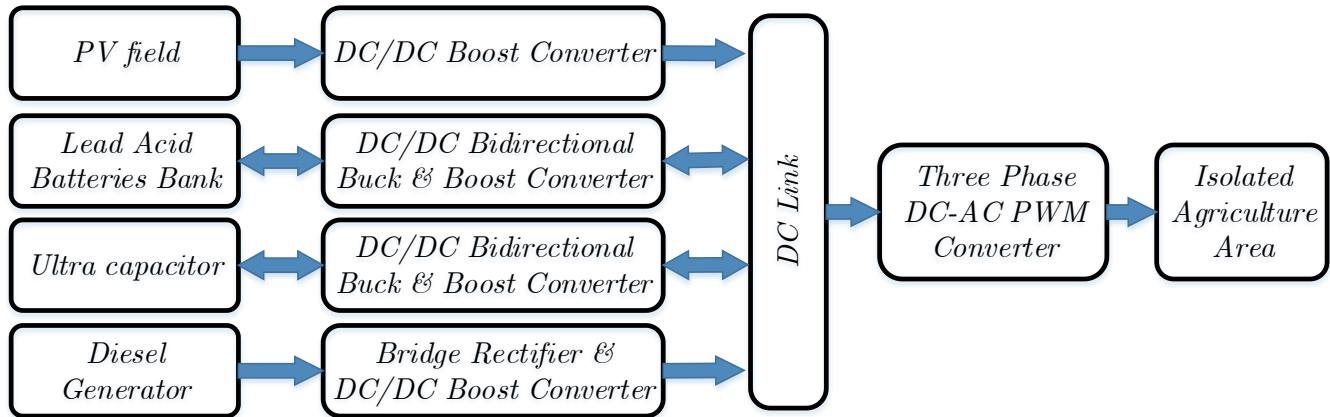 PV field
DC/DC Boost Converter
Lead Acid
Batteries Bank
DC/DC Bidirectional
Buck & Boost Converter
Ultra capacitor
DC/DC Bidirectional
Buck & Boost Converter
Diesel
Generator
Bridge Rectifier &
DC/DC Boost Converter
DC Link
Three Phase
DC-AC PWM
Converter
Isolated
Agriculture
Area